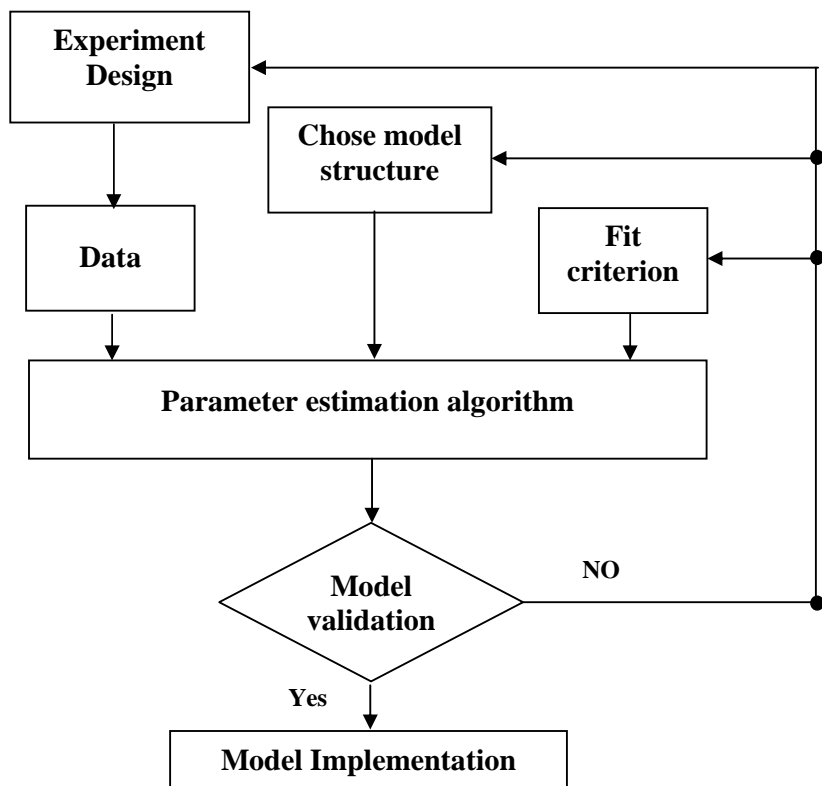 Experiment
Design
Chose model
structure
Data
Fit
criterion
Parameter estimation algorithm
Model
validation
NO
Yes
Model Implementation